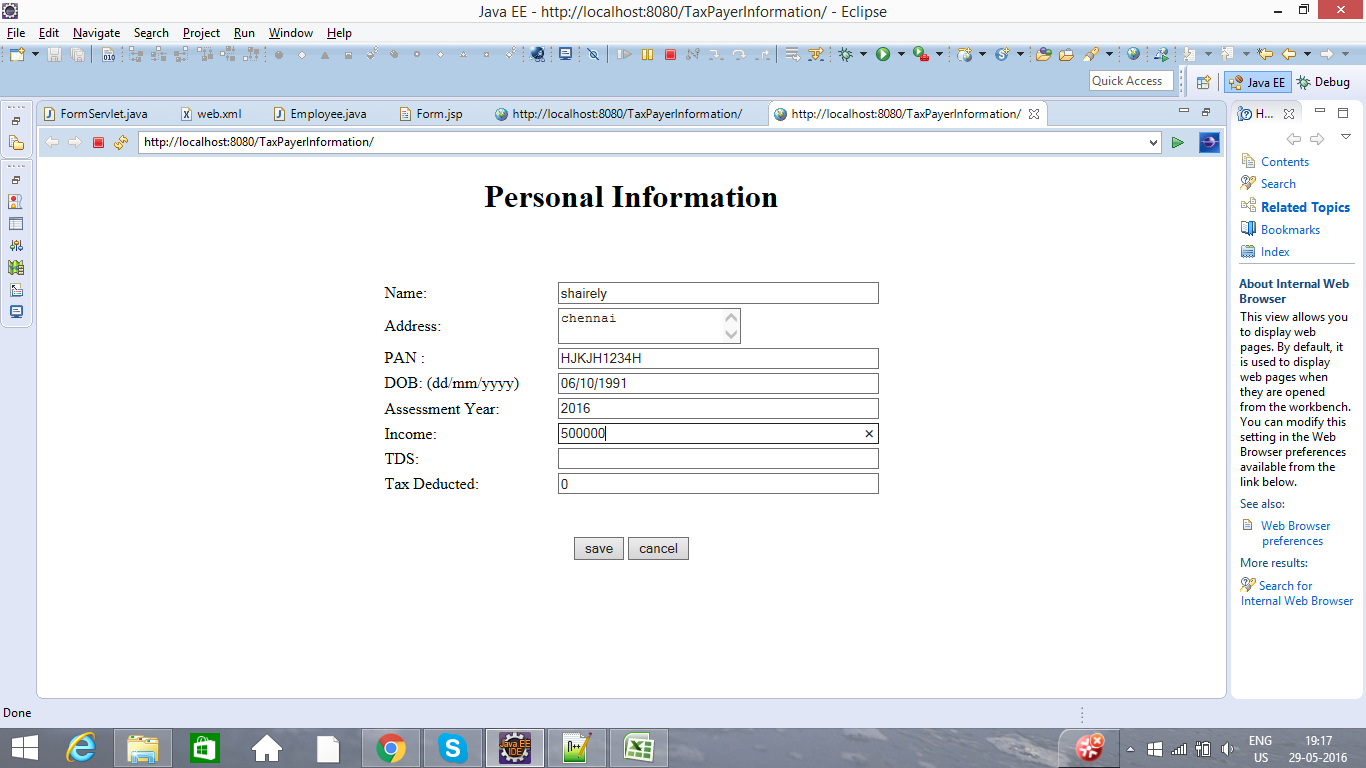 Java EE - http://localhost:8080/TaxPayerInformation/ - Eclipse
File Edit Navigate Search Project Run Window Help
Quick Access
Java EE
Debug
FormServlet.java
web.xml
Employee.java
Form.jsp
http://localhost:8080/TaxPayerInformation/
http://localhost:8080/TaxPayerInformation/
http://localhost:8080/TaxPayerInformation/
Personal Information
Name: shairely
Address: chennai
PAN : HJKJH1234H
DOB: (dd/mm/yyyy) 06/10/1991
Assessment Year: 2016
Income: 500000
TDS:
Tax Deducted: 0
save cancel
H...
Contents
Search
Related Topics
Bookmarks
Index
About Internal Web
Browser
This view allows you
to display web
pages. By default, it
is used to display
web pages when
they are opened
from the workbench.
You can modify this
setting in the Web
Browser preferences
available from the
link below.
See also:
Web Browser
preferences
More results:
Search for
Internal Web Browser
Done
Java EE
IDE
ENG
US
19:17
29-05-2016